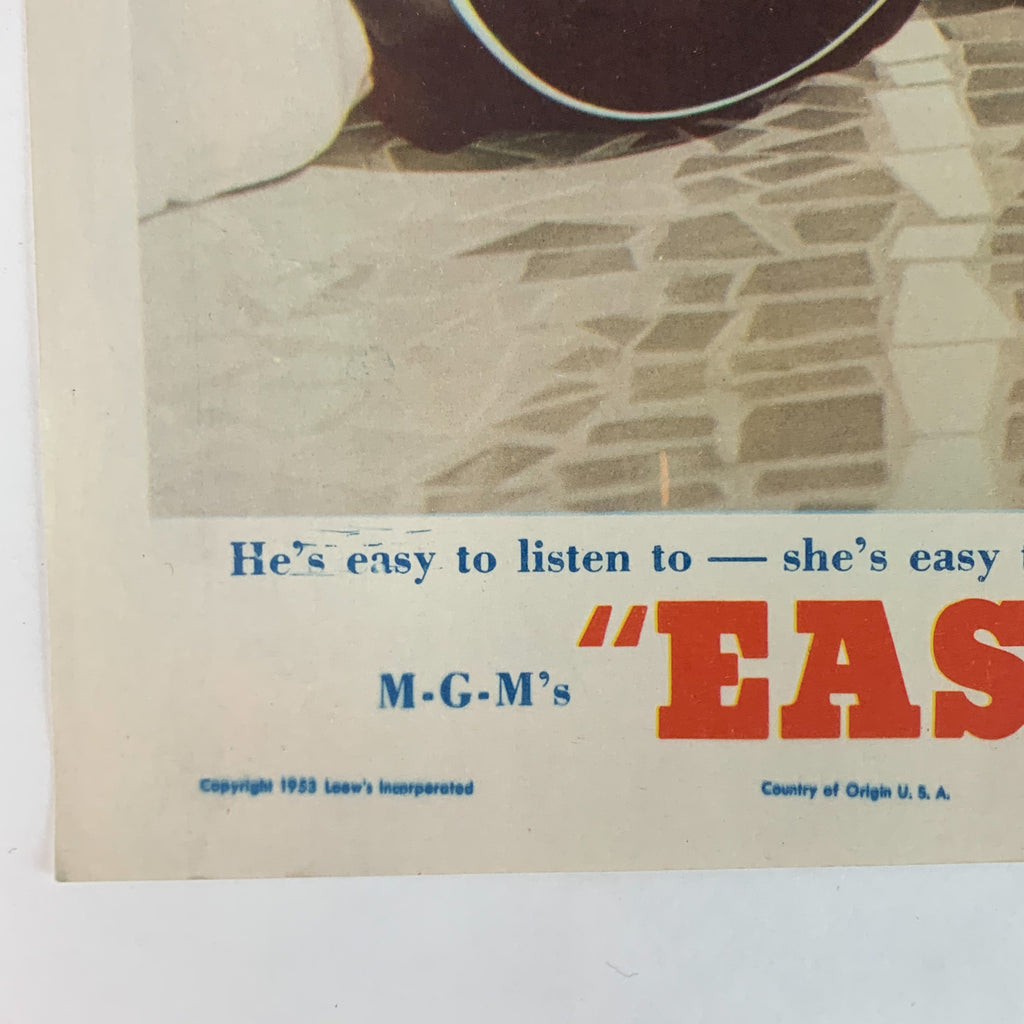 He's easy to listen to — she's easy
M-G-M's "EAS
Copyright 1953 Loew's Incorporated
Country of Origin U. S. A.